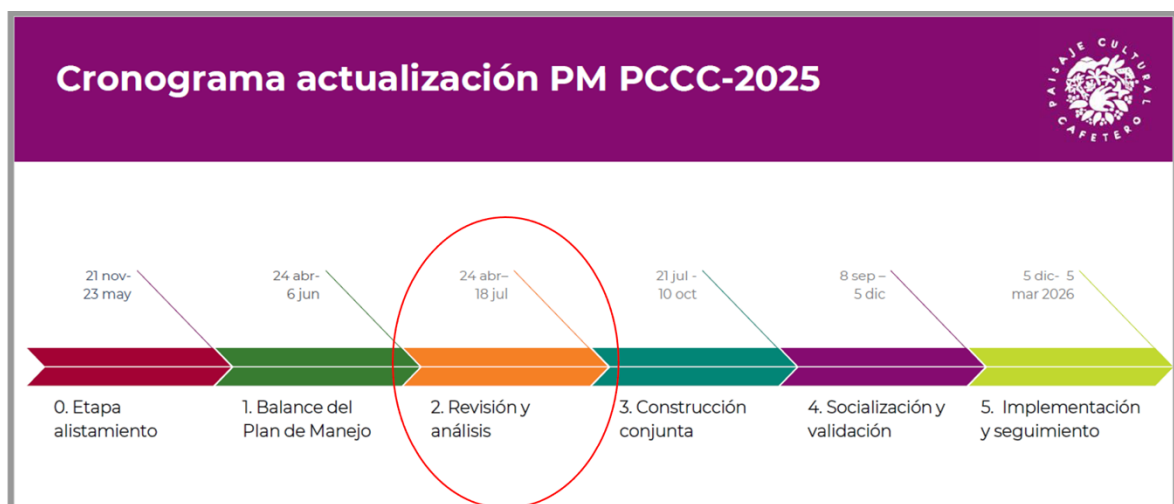 Cronograma actualización PM PCCC-2025
PAISAJE CULTURAL CAFETERO
21 nov-
23 may
24 abr-
6 jun
24 abr–
18 jul
21 jul -
10 oct
8 sep –
5 dic
5 dic- 5
mar 2026
0. Etapa
alistamiento
1. Balance del
Plan de Manejo
2. Revisión y
análisis
3. Construcción
conjunta
4. Socialización y
validación
5. Implementación
y seguimiento